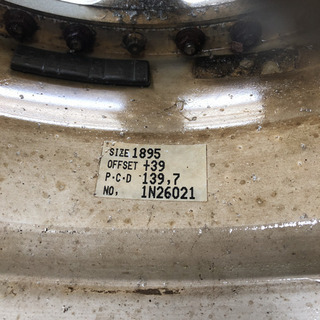 SIZE 1895
OFFSET +39
P·C·D 139,7
NO, 1N26021